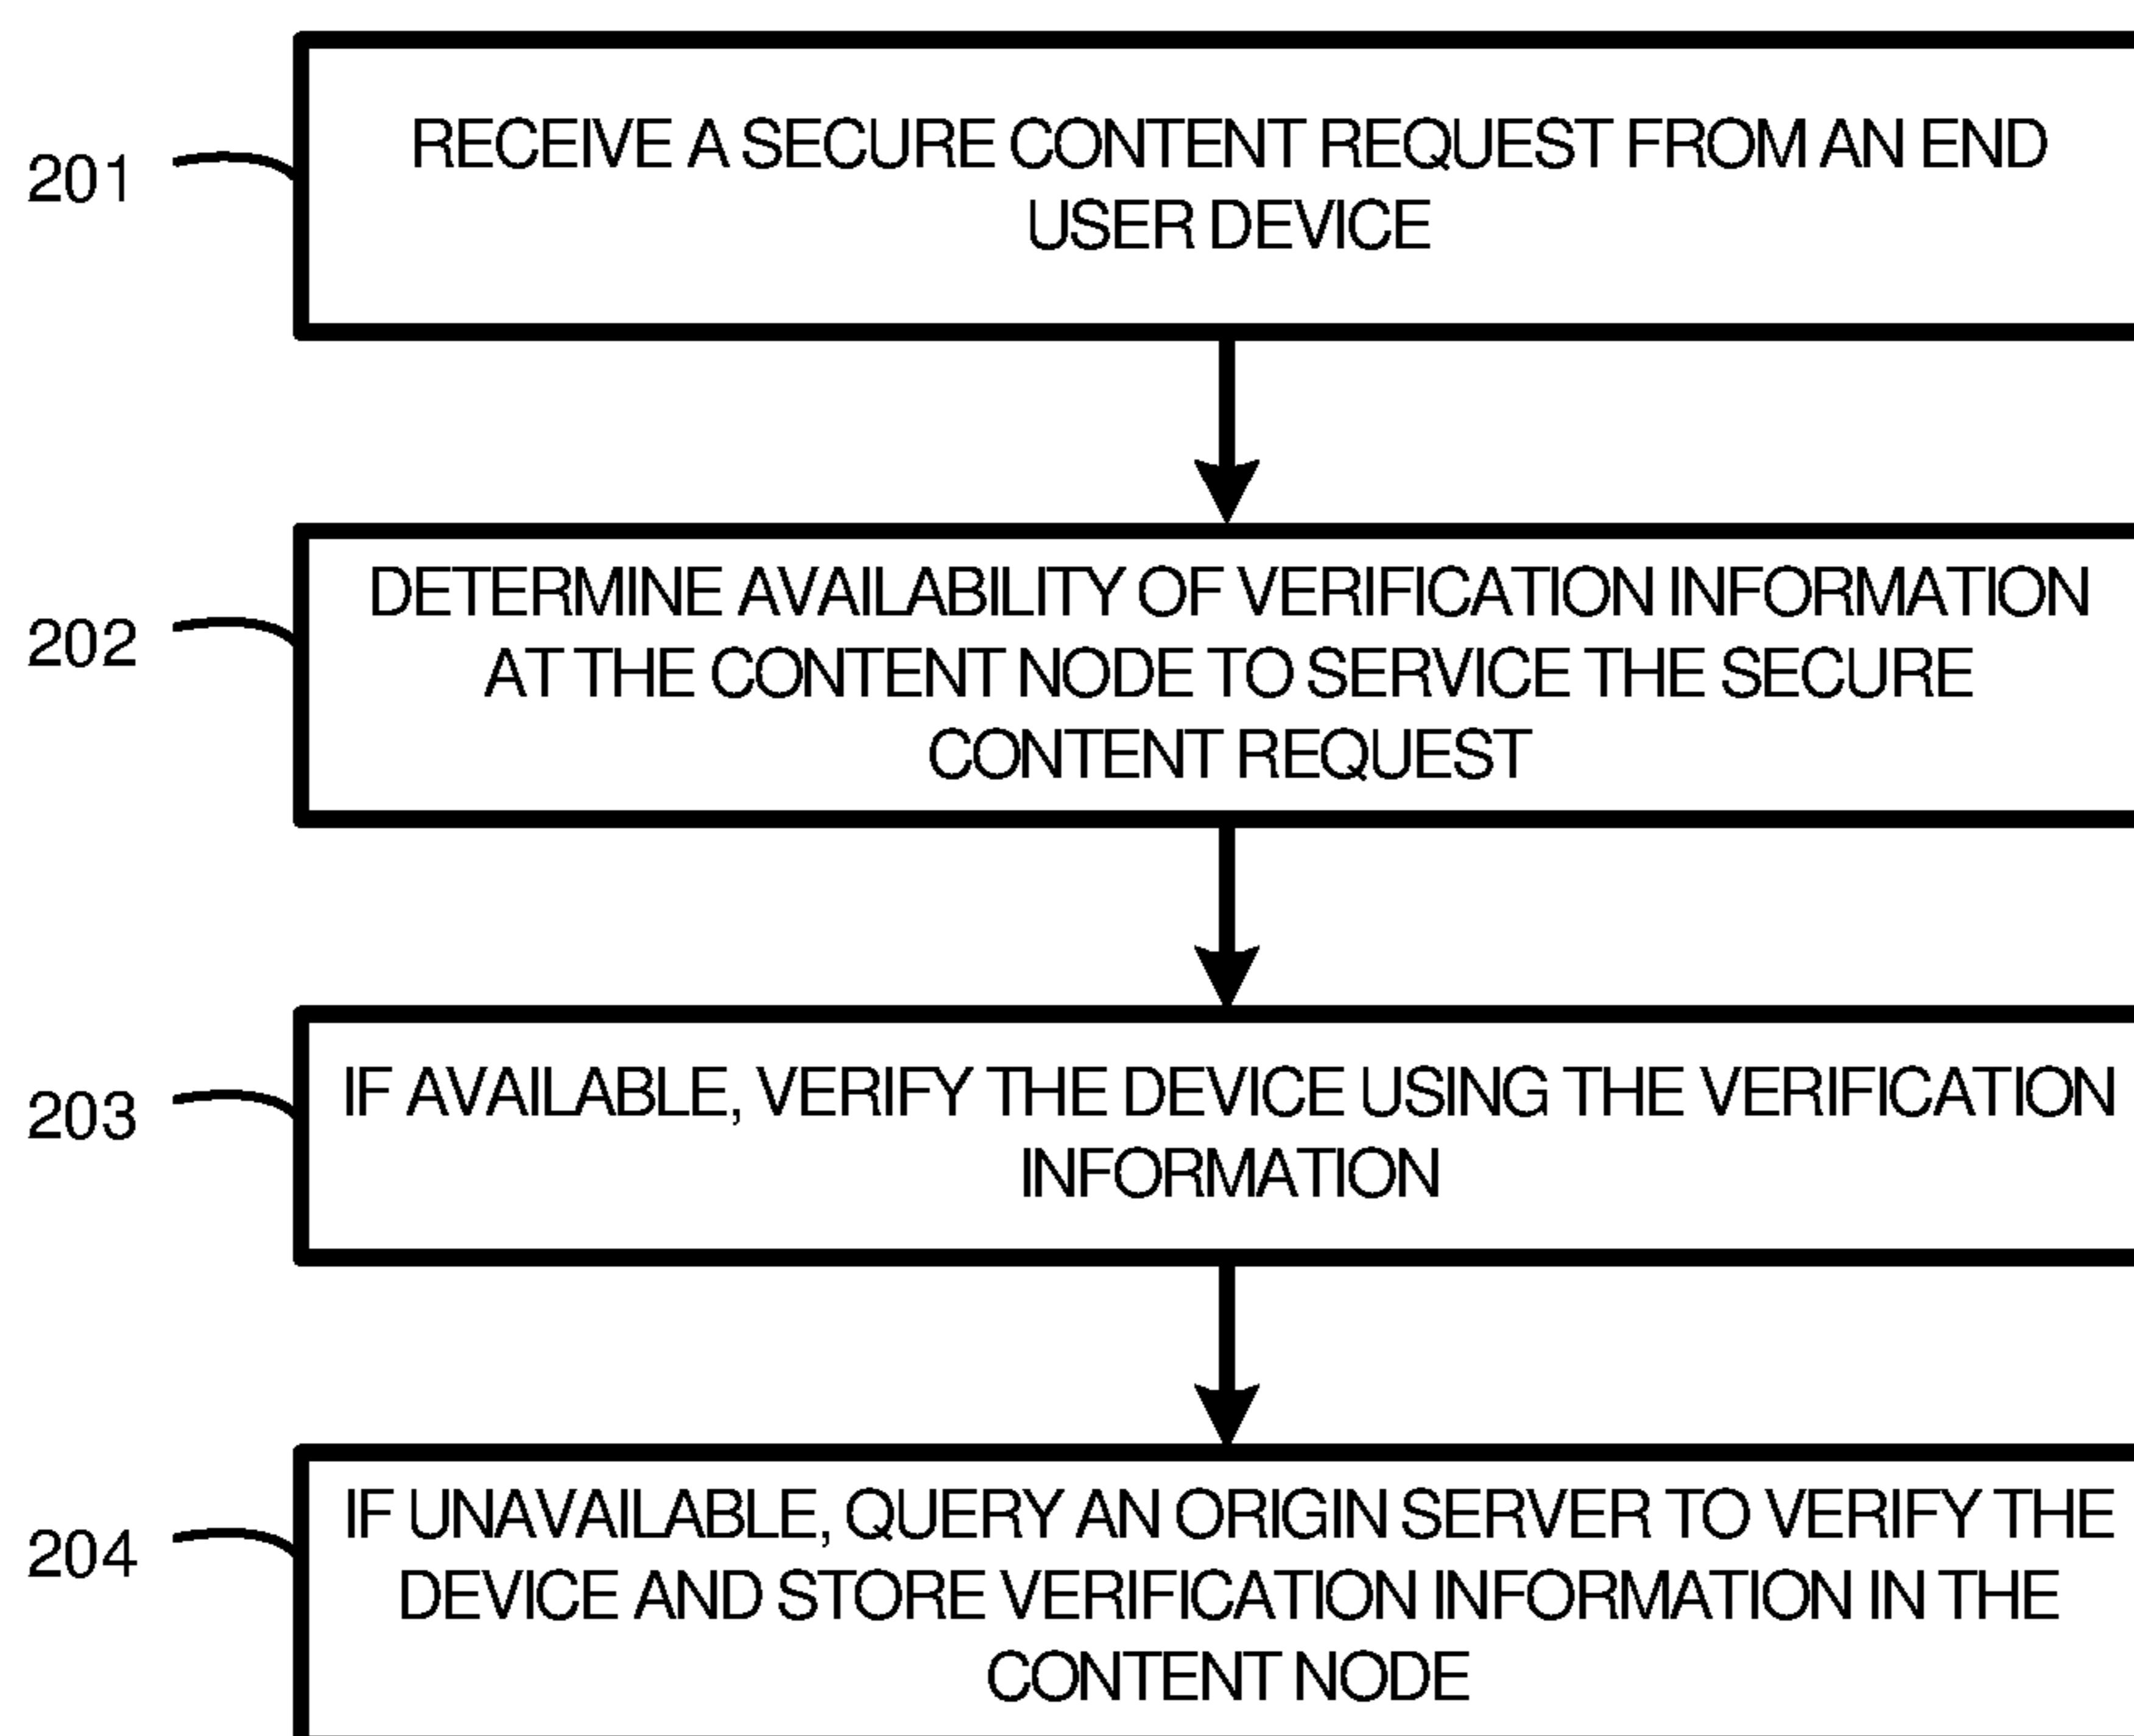 201
RECEIVE A SECURE CONTENT REQUEST FROM AN END
USER DEVICE
202
DETERMINE AVAILABILITY OF VERIFICATION INFORMATION
AT THE CONTENT NODE TO SERVICE THE SECURE
CONTENT REQUEST
203
IF AVAILABLE, VERIFY THE DEVICE USING THE VERIFICATION
INFORMATION
204
IF UNAVAILABLE, QUERY AN ORIGIN SERVER TO VERIFY THE
DEVICE AND STORE VERIFICATION INFORMATION IN THE
CONTENT NODE